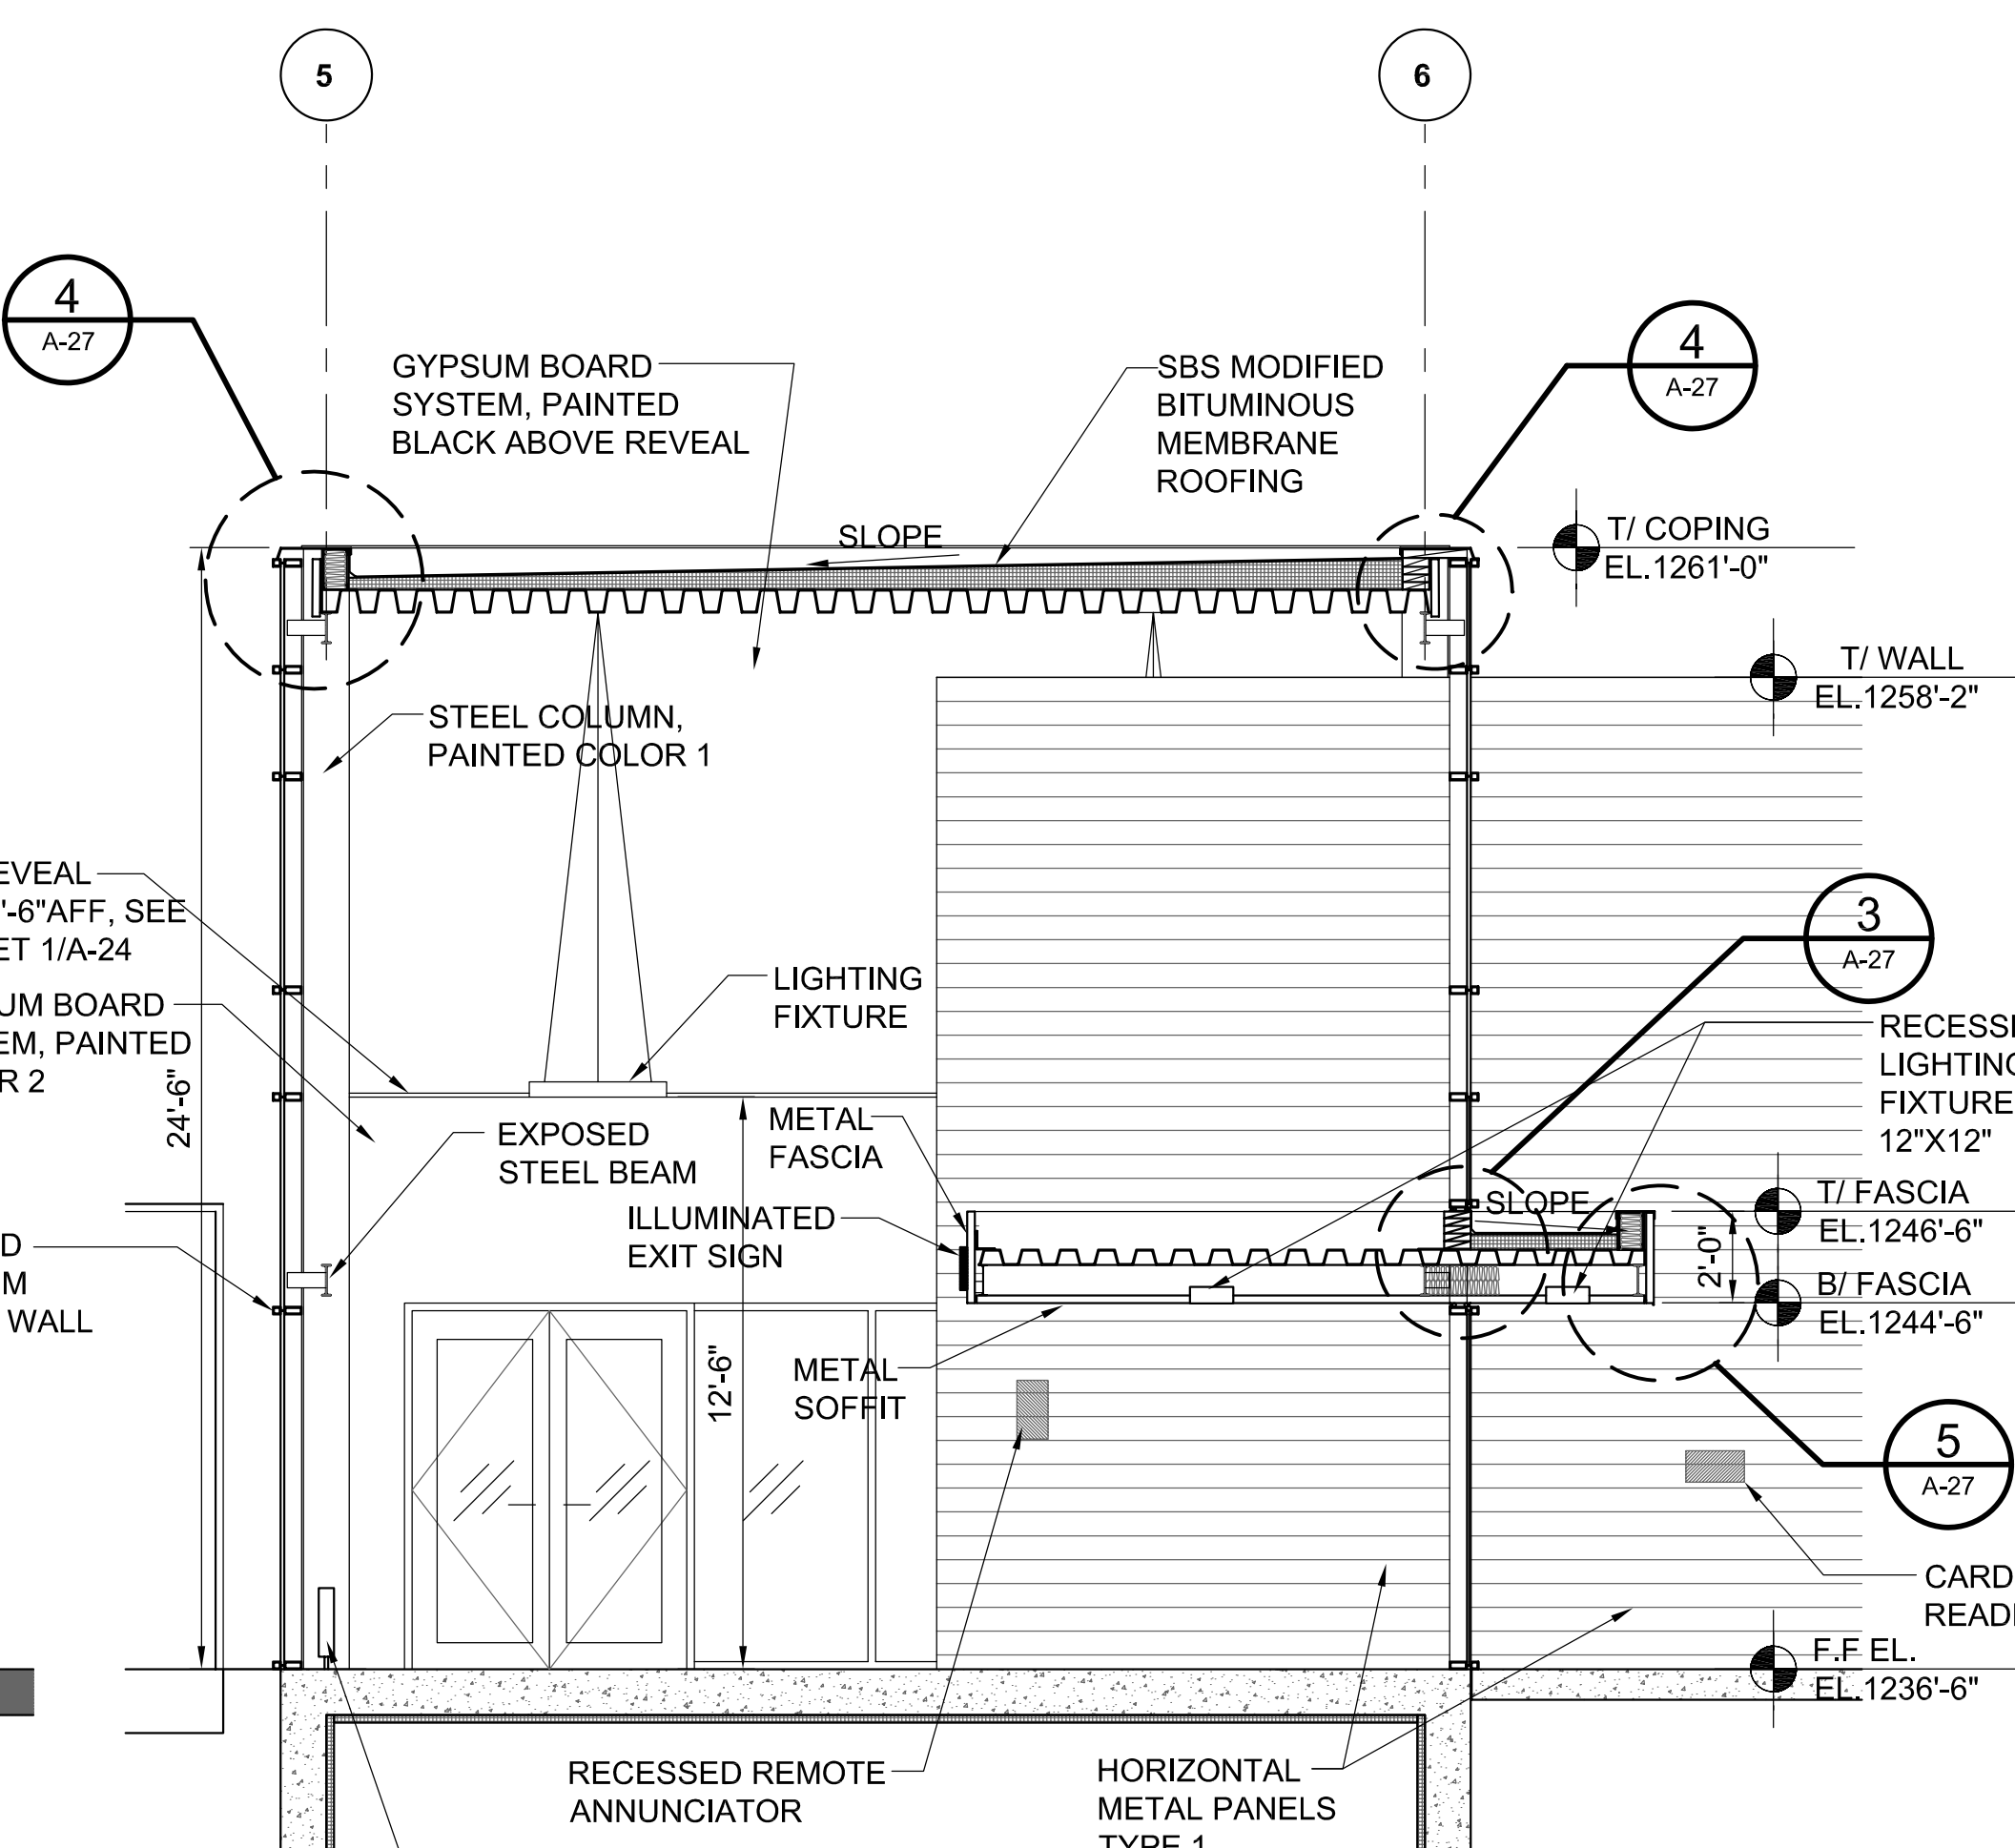 5
6
4
A-27
4
A-27
GYPSUM BOARD
SYSTEM, PAINTED
BLACK ABOVE REVEAL
SBS MODIFIED
BITUMINOUS
MEMBRANE
ROOFING
SLOPE
T/ COPING
EL.1261'-0"
T/ WALL
EL.1258'-2"
STEEL COLUMN,
PAINTED COLOR 1
EVEAL
'-6"AFF, SEE
ET 1/A-24
UM BOARD
EM, PAINTED
R 2
24'-6"
LIGHTING
FIXTURE
3
A-27
RECESS
LIGHTING
FIXTURE
12"X12"
EXPOSED
STEEL BEAM
METAL
FASCIA
ILLUMINATED
EXIT SIGN
SLOPE
T/ FASCIA
EL.1246'-6"
2'-0"
B/ FASCIA
EL.1244'-6"
D
M
WALL
12'-6"
METAL
SOFFIT
5
A-27
CARD
READ
F.F EL.
EL.1236'-6"
RECESSED REMOTE
ANNUNCIATOR
HORIZONTAL
METAL PANELS
TYPE 1